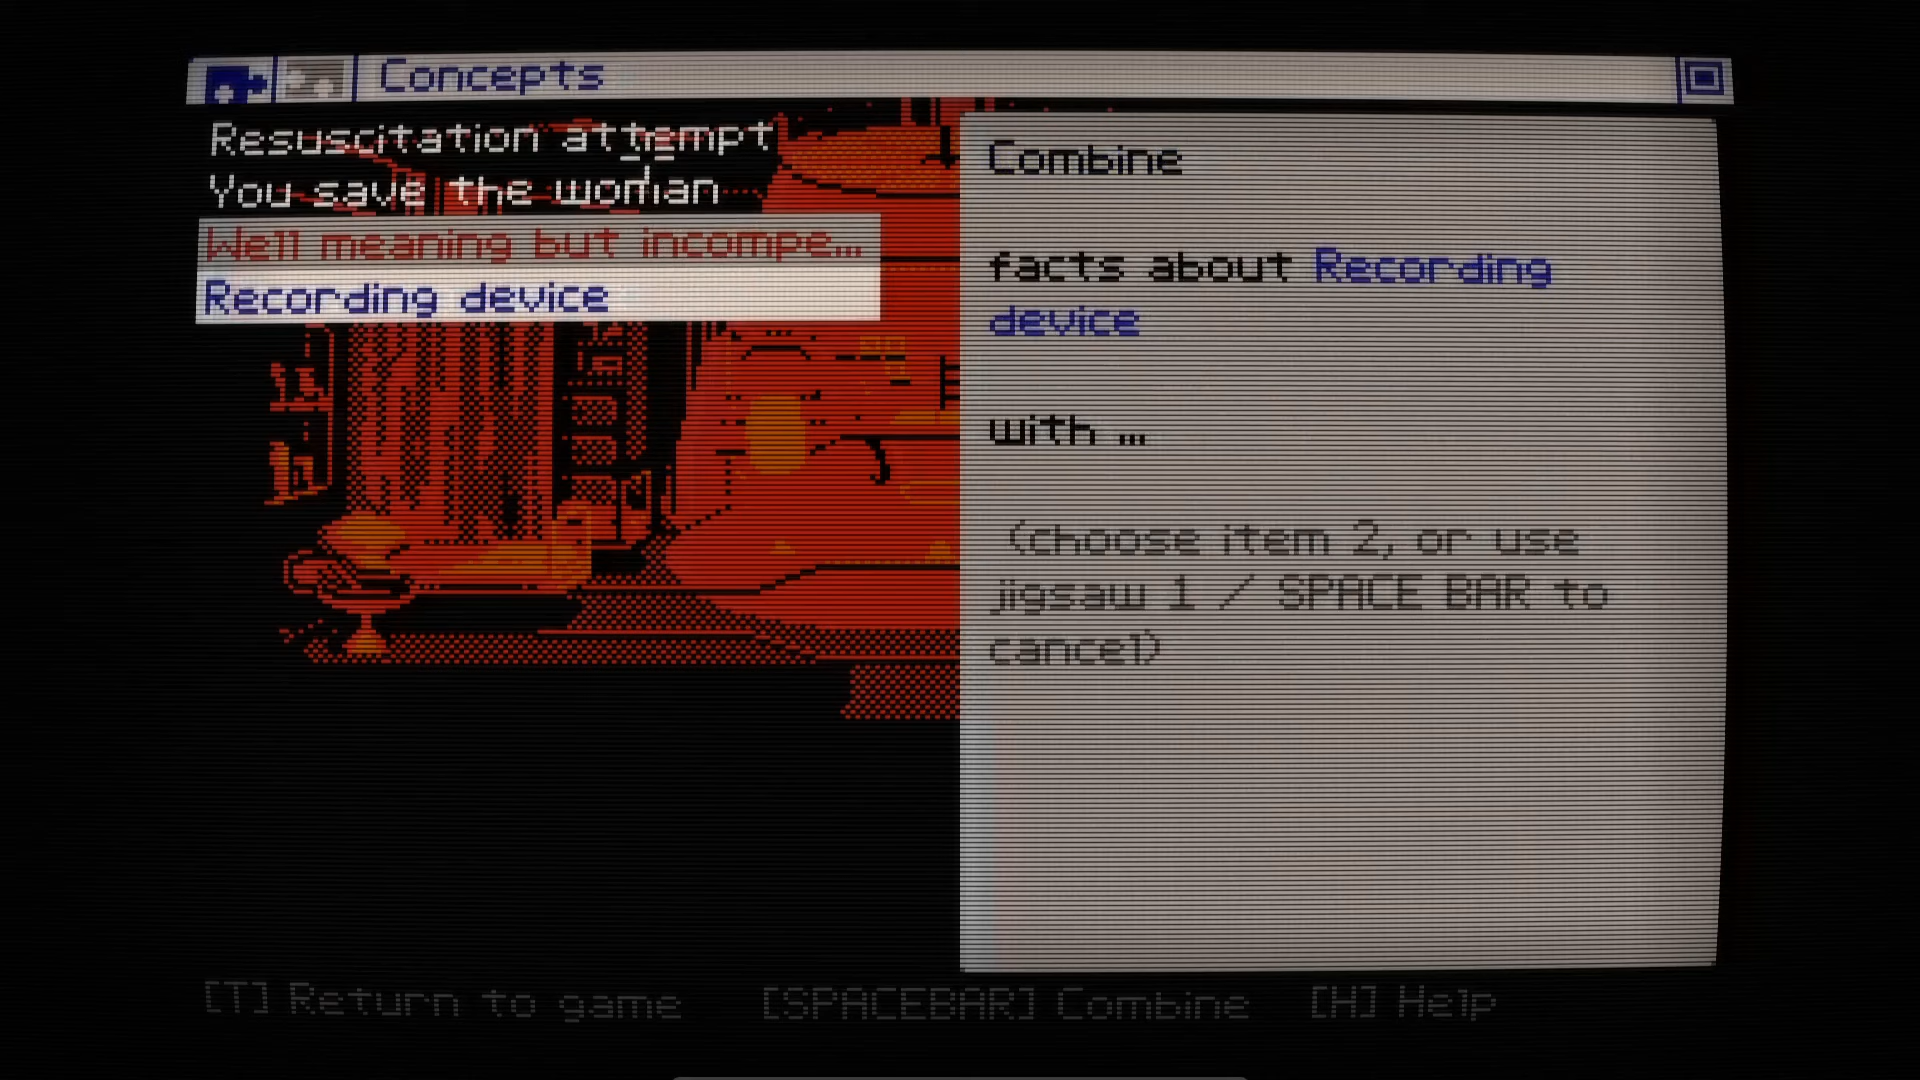 Concepts
Resuscitation attempt
You save the woman
Well meaning but incompe...
Recording device
Combine
facts about Recording
device
with ...
(choose item 2, or use
jigsaw 1 / SPACE BAR to
cancel)
[T] Return to game
[SPACEBAR] Combine
[H] Help